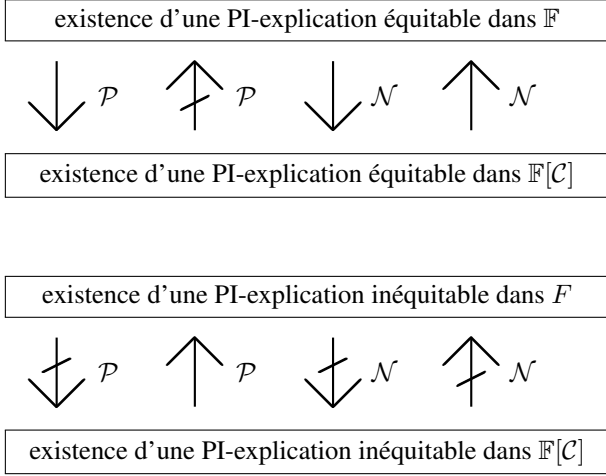 existence d'une PI-explication équitable dans 𝔽
𝒫 𝒫 𝒩 𝒩
existence d'une PI-explication équitable dans 𝔽[𝒞]
existence d'une PI-explication inéquitable dans F
𝒫 𝒫 𝒩 𝒩
existence d'une PI-explication inéquitable dans 𝔽[𝒞]